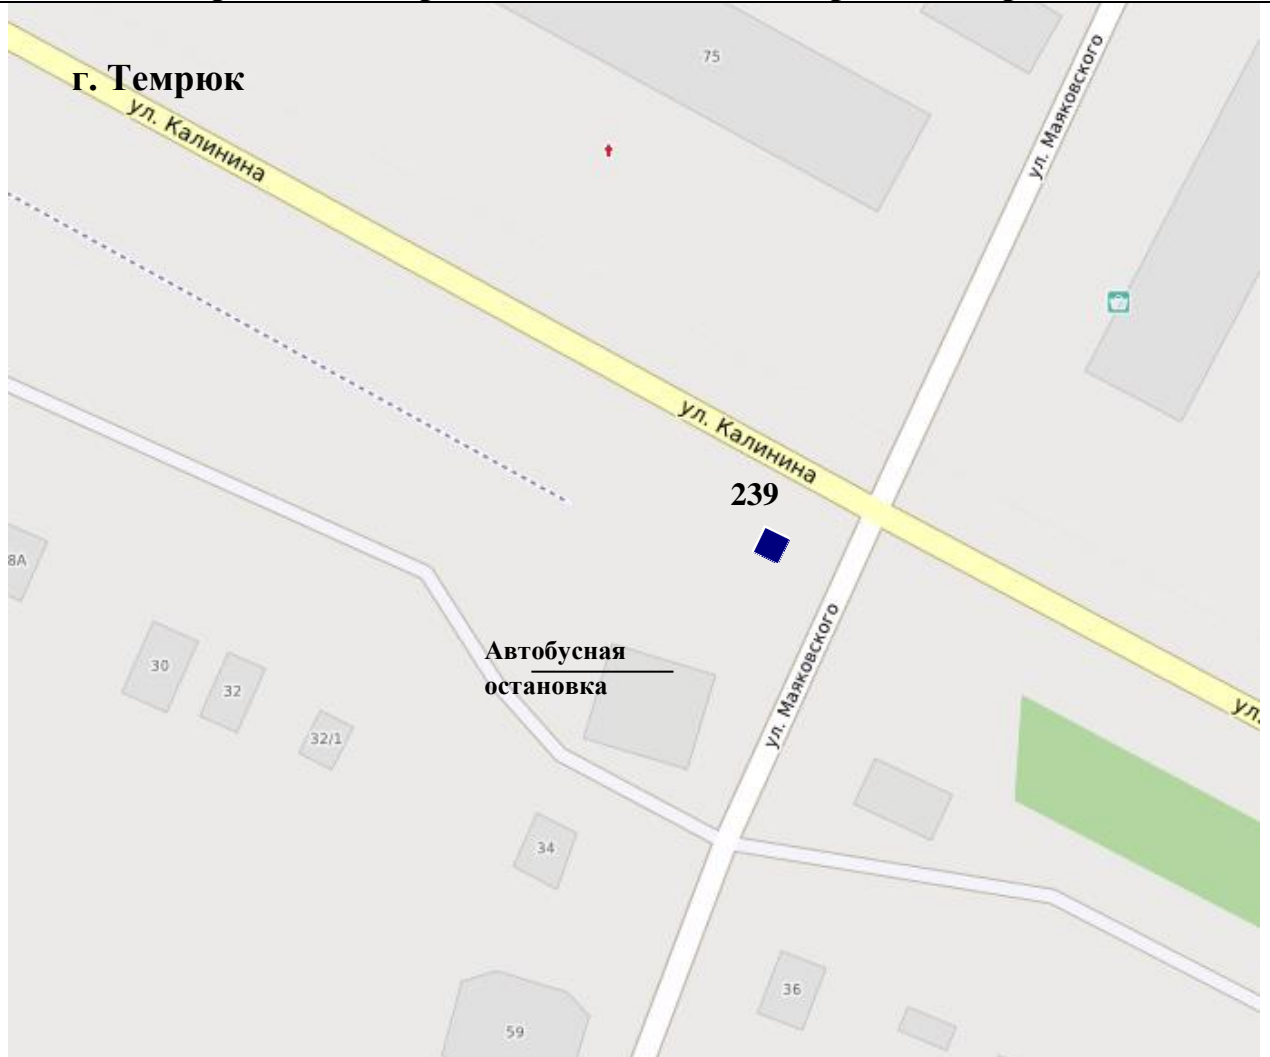 75
г. Темрюк
ул. Маяковского
ул. Калинина
ул. Калинина
239
8А
Автобусная
остановка
ул. Маяковского
30
32
32/1
ул.
34
36
59